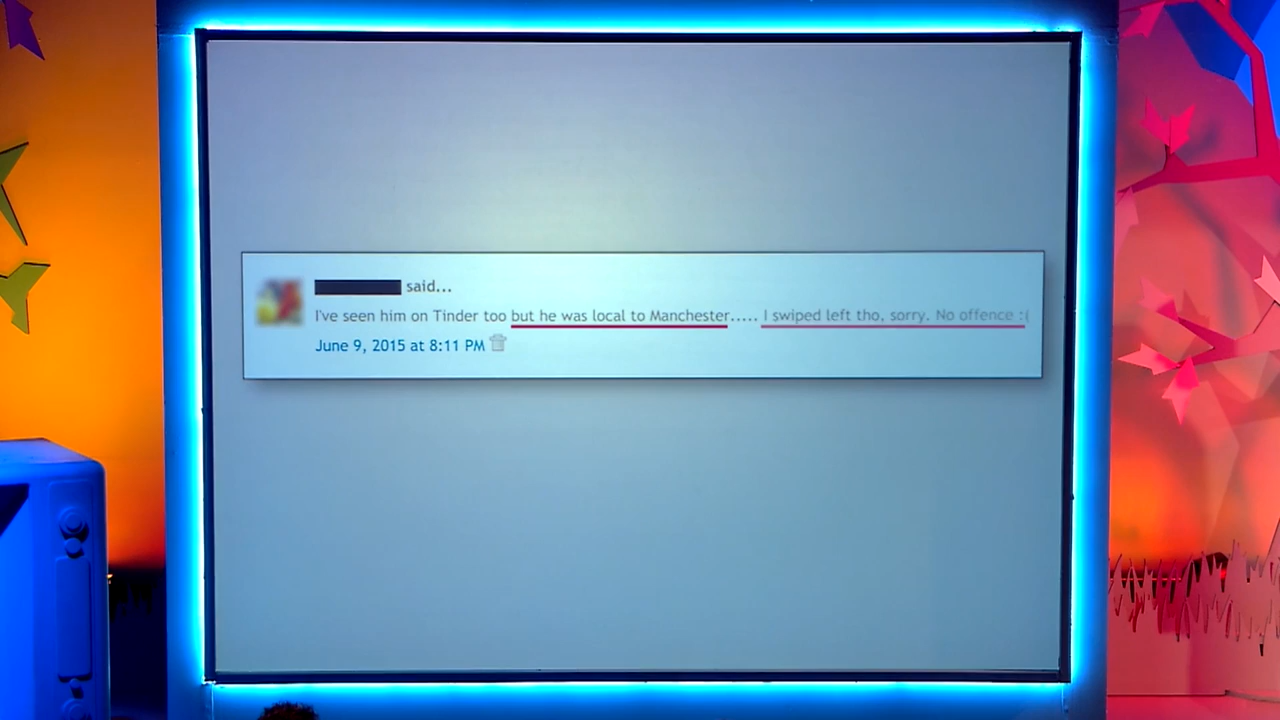 said...
I've seen him on Tinder too but he was local to Manchester..... I swiped left tho, sorry. No offence :(
June 9, 2015 at 8:11 PM